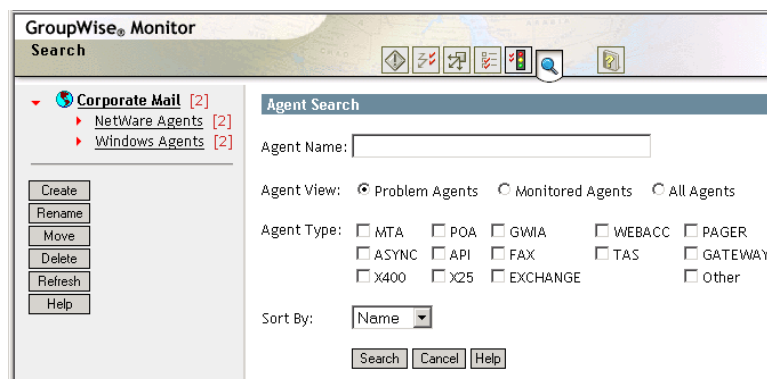 GroupWise® Monitor
Search
Corporate Mail [2]
NetWare Agents [2]
Windows Agents [2]
Create
Rename
Move
Delete
Refresh
Help
Agent Search
Agent Name:
Agent View: Problem Agents Monitored Agents All Agents
Agent Type: MTA POA GWIA WEBACC PAGER
ASYNC API FAX TAS GATEWAY
X400 X25 EXCHANGE Other
Sort By: Name
Search Cancel Help